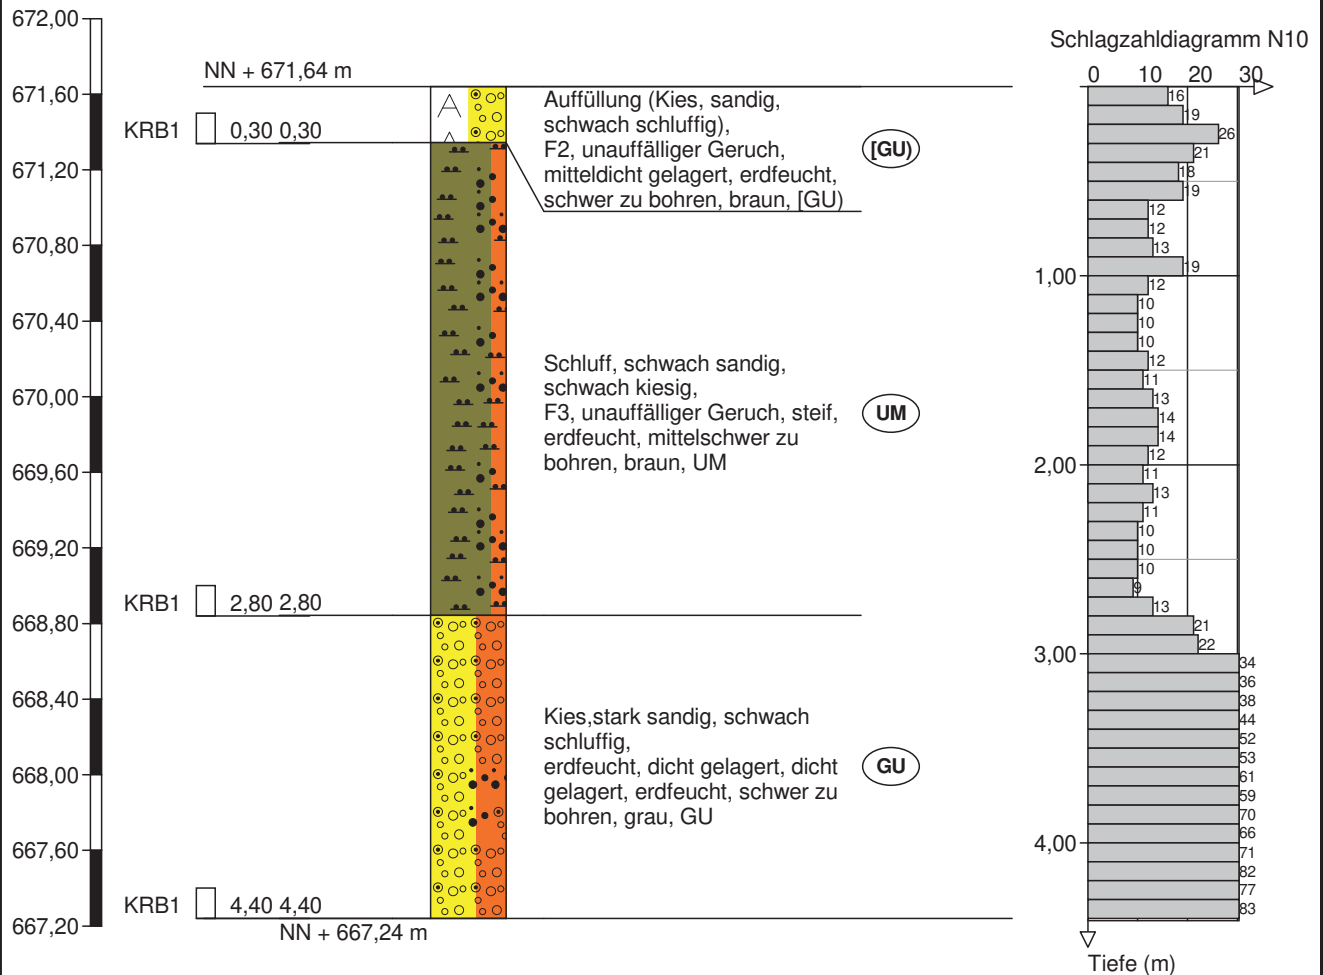 672,00
671,60
671,20
670,80
670,40
670,00
669,60
669,20
668,80
668,40
668,00
667,60
667,20
NN + 671,64 m
KRB1 0,30 0,30
KRB1 2,80 2,80
KRB1 4,40 4,40
NN + 667,24 m
A
A
Auffüllung (Kies, sandig,
schwach schluffig),
F2, unauffälliger Geruch,
mitteldicht gelagert, erdfeucht,
schwer zu bohren, braun, [GU)
[GU)
Schluff, schwach sandig,
schwach kiesig,
F3, unauffälliger Geruch, steif,
erdfeucht, mittelschwer zu
bohren, braun, UM
UM
Kies,stark sandig, schwach
schluffig,
erdfeucht, dicht gelagert, dicht
gelagert, erdfeucht, schwer zu
bohren, grau, GU
GU
Schlagzahldiagramm N10
0 10 20 30
16
19
26
21
18
19
12
12
13
19
1,00
12
10
10
10
12
11
13
14
14
12
2,00
11
13
11
10
10
10
9
13
21
22
3,00
34
36
38
44
52
53
61
59
70
66
4,00
71
82
77
83
Tiefe (m)